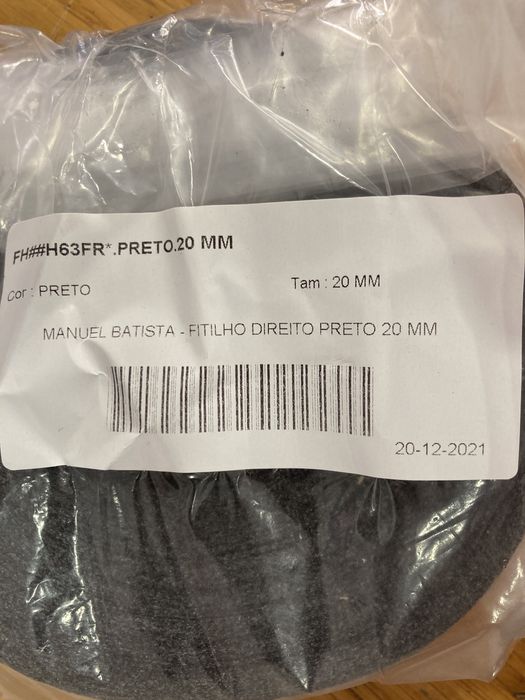 FH##H63FR*.PRETO.20 MM
Cor : PRETO Tam : 20 MM
MANUEL BATISTA - FITILHO DIREITO PRETO 20 MM
20-12-2021